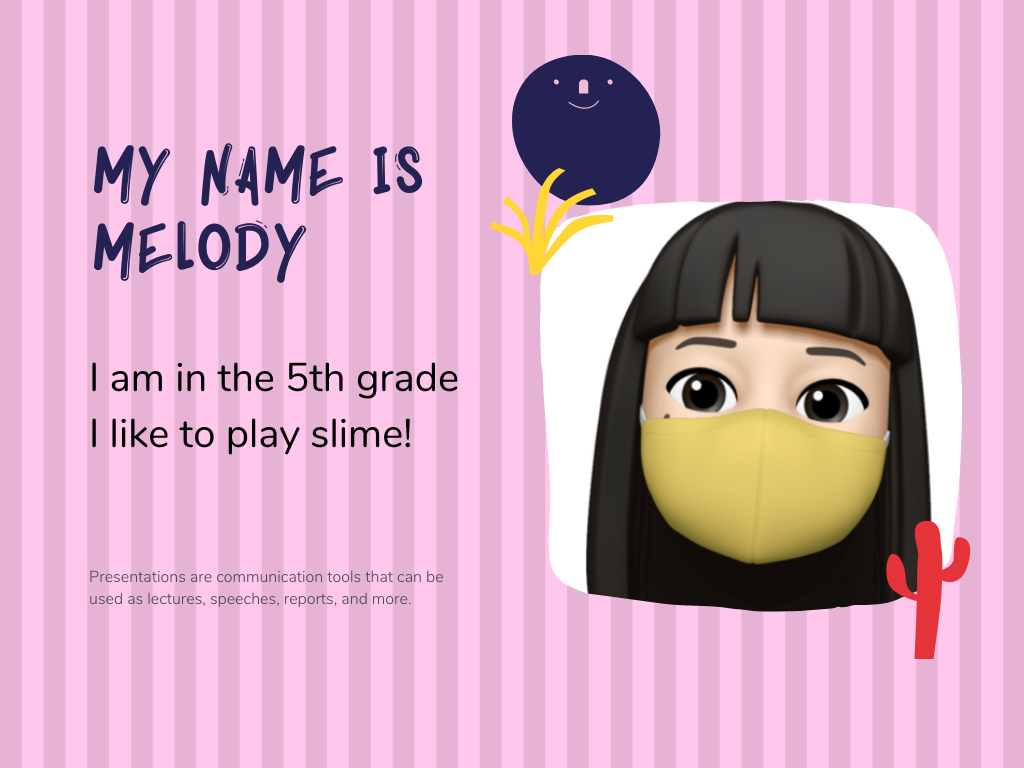 MY NAME IS
MELODY
I am in the 5th grade
I like to play slime!
Presentations are communication tools that can be
used as lectures, speeches, reports, and more.